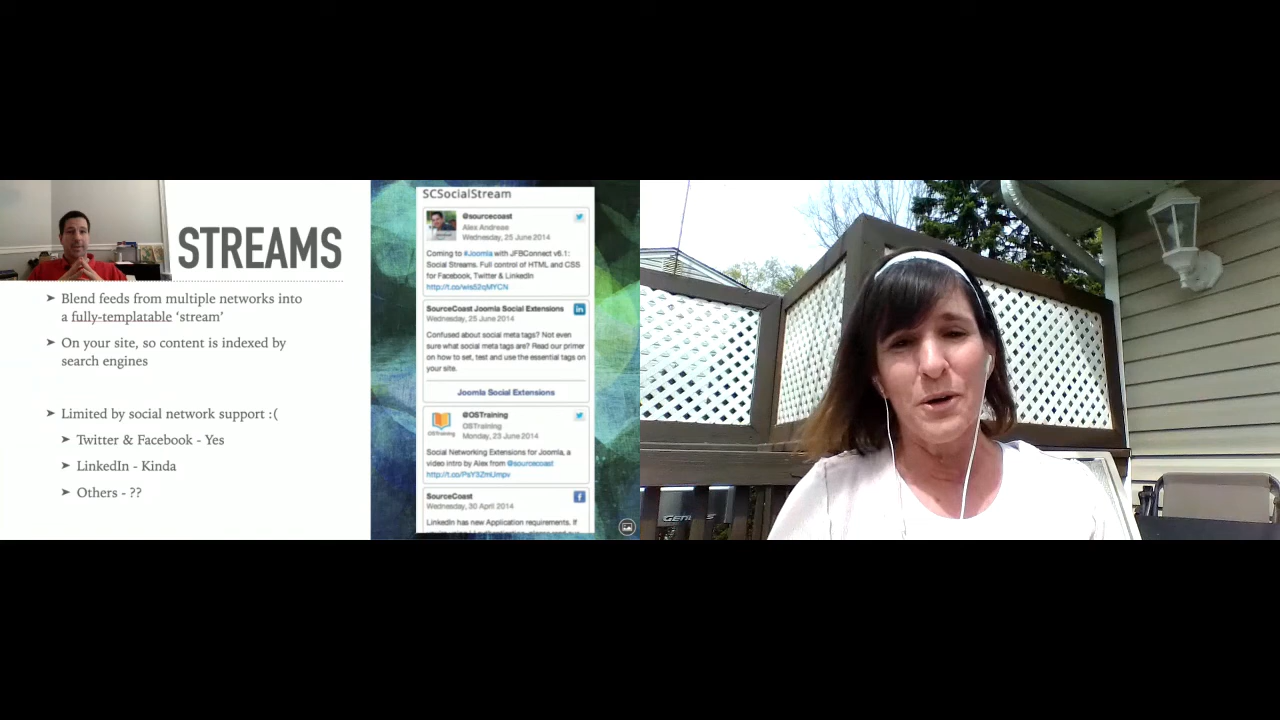 STREAMS
➤ Blend feeds from multiple networks into
a fully-templatable ‘stream’
➤ On your site, so content is indexed by
search engines
➤ Limited by social network support :(
➤ Twitter & Facebook - Yes
➤ LinkedIn - Kinda
➤ Others - ??
SCSocialStream
@sourcecoast
Alex Andreae
Wednesday, 25 June 2014
Coming to #Joomla with JFBConnect v6.1:
Social Streams. Full control of HTML and CSS
for Facebook, Twitter & LinkedIn
SourceCoast Joomla Social Extensions
in
Wednesday, 25 June 2014
Confused about social meta tags? Not even
sure what social meta tags are? Read our primer
on how to set, test and use the essential tags on
your site.
Joomla Social Extensions
@OSTraining
OSTraining
OSTraining
Monday, 23 June 2014
Social Networking Extensions for Joomla, a
video intro by Alex from @sourcecoast
SourceCoast
f
Wednesday, 30 April 2014
LinkedIn has new Application requirements. If
GENESIS